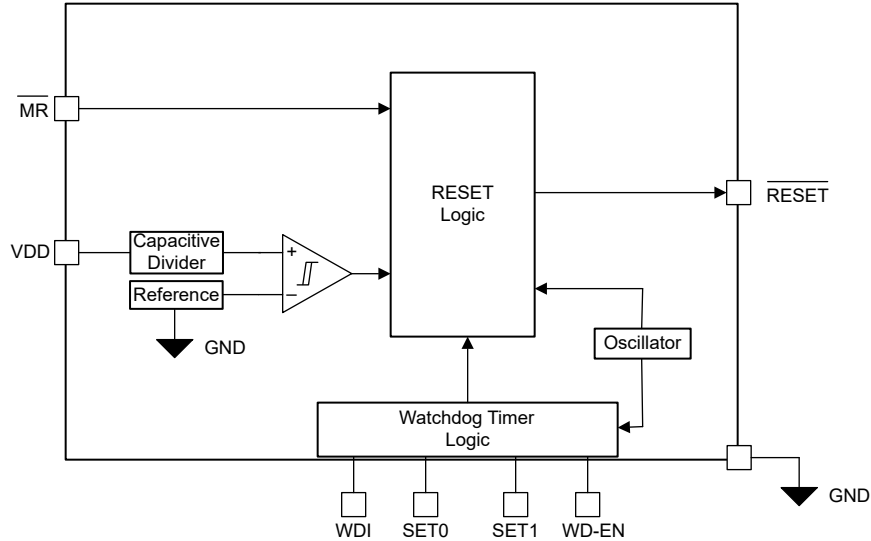 MR
RESET
Logic
RESET
VDD
Capacitive
Divider
+
Reference
−
GND
Oscillator
Watchdog Timer
Logic
GND
WDI
SET0
SET1
WD-EN